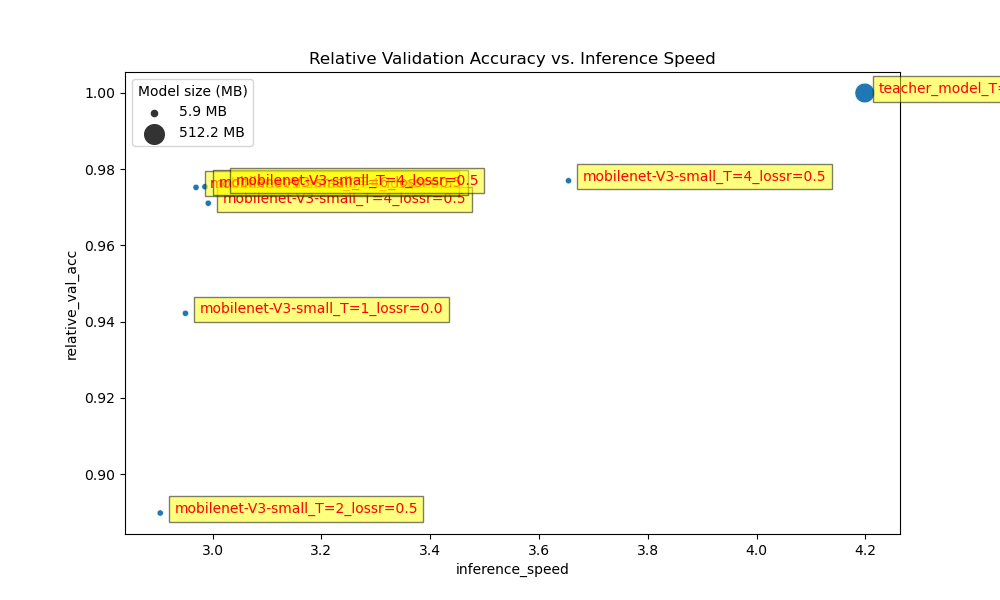 Relative Validation Accuracy vs. Inference Speed
Model size (MB)
5.9 MB
512.2 MB
teacher_model_T=
1.00
0.98
0.96
0.94
0.92
0.90
relative_val_acc
mobilenet-V3-small_T=4_lossr=0.5
mobilenet-V3-small_T=4_lossr=0.5
mobilenet-V3-small_T=4_lossr=0.5
mobilenet-V3-small_T=1_lossr=0.0
mobilenet-V3-small_T=2_lossr=0.5
3.0
3.2
3.4
3.6
3.8
4.0
4.2
inference_speed